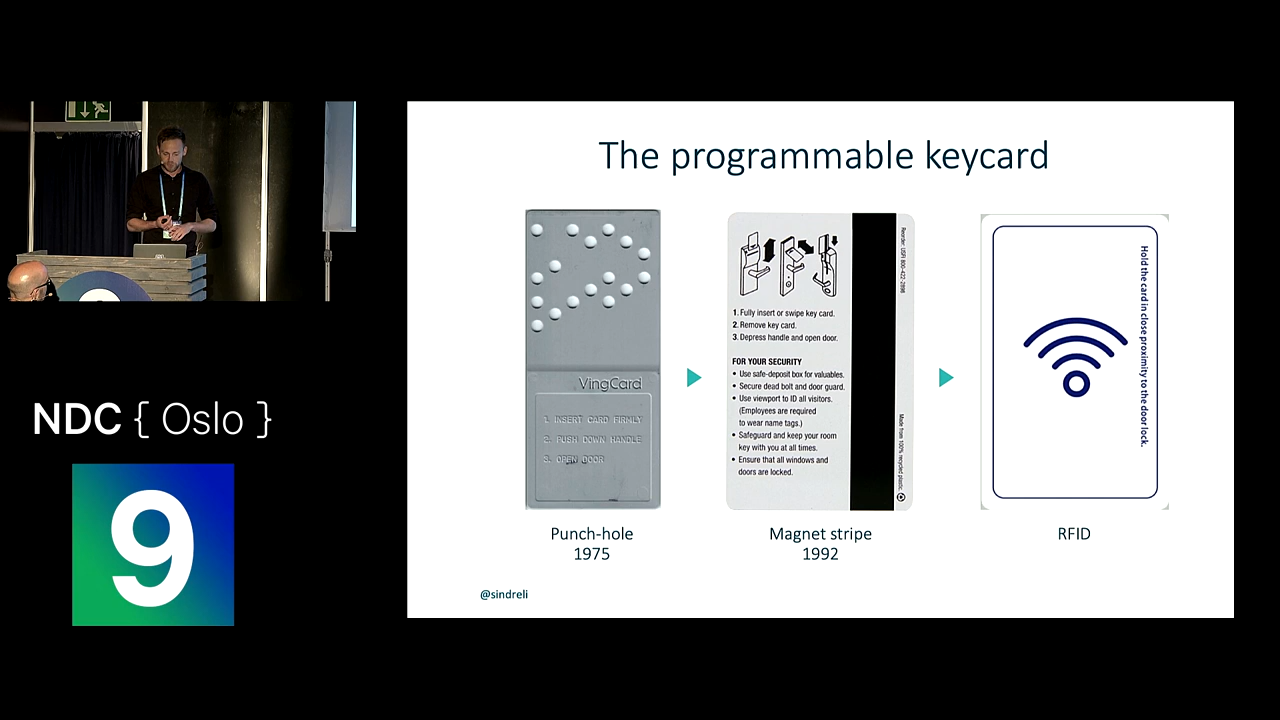 The programmable keycard
VingCard
1. INSERT CARD FIRMLY
2. PUSH DOWN HANDLE
3. OPEN DOOR
1. Fully insert or swipe key card.
2. Remove key card.
3. Depress handle and open door.
FOR YOUR SECURITY
• Use safe-deposit box for valuables.
• Secure dead bolt and door guard.
• Use viewport to ID all visitors.
(Employees are required
to wear name tags.)
• Safeguard and keep your room
key with you at all times.
• Ensure that all windows and
doors are locked.
Reorder: USFI 800-422-2898
Made from 100% recycled plastic.
Hold the card in close proximity to the door lock.
Punch-hole
1975
Magnet stripe
1992
RFID
@sindreli
NDC { Oslo }
9